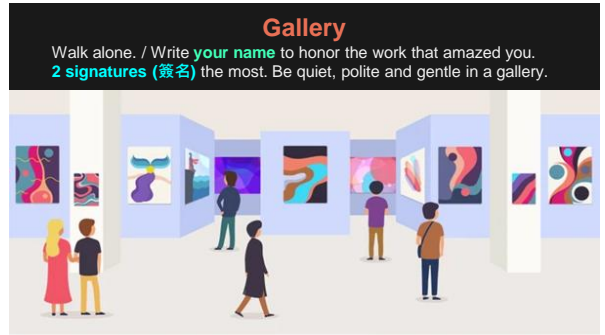 Gallery
Walk alone. / Write your name to honor the work that amazed you.
2 signatures (簽名) the most. Be quiet, polite and gentle in a gallery.